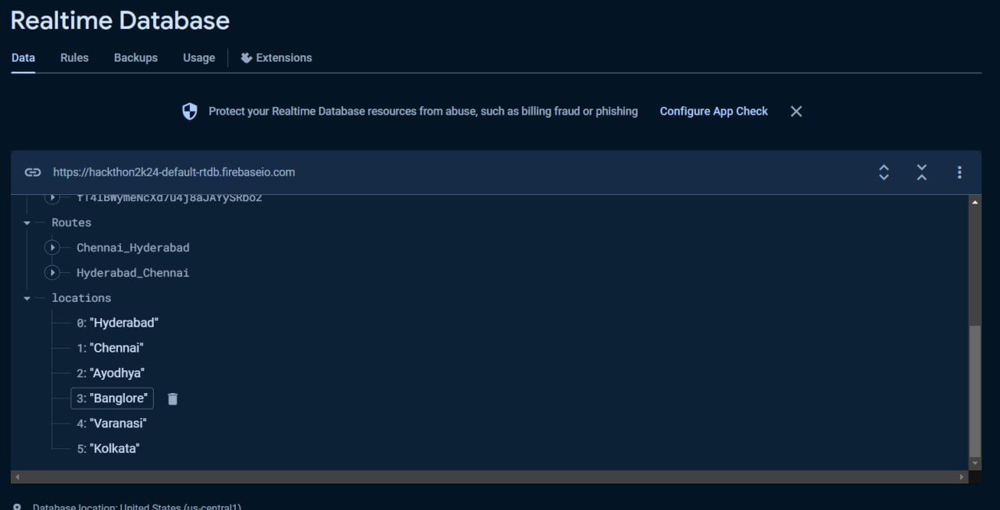 Realtime Database
Data Rules Backups Usage Extensions
Protect your Realtime Database resources from abuse, such as billing fraud or phishing Configure App Check
https://hackthon2k24-default-rtdb.firebaseio.com
Routes
Chennai_Hyderabad
Hyderabad_Chennai
locations
0: "Hyderabad"
1: "Chennai"
2: "Ayodhya"
3: "Banglore"
4: "Varanasi"
5: "Kolkata"
Database location: United States (us-central1)